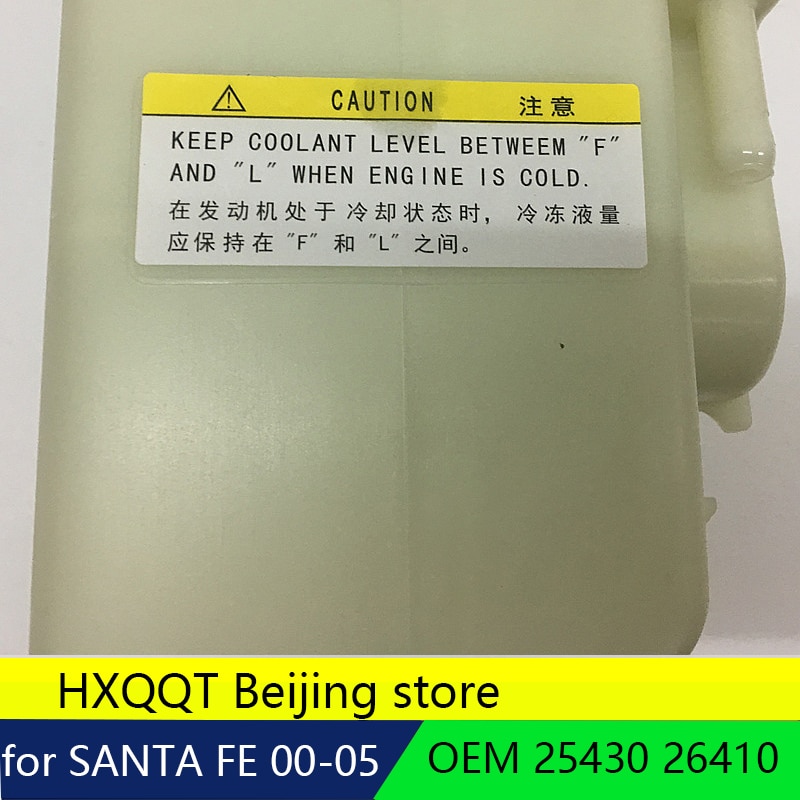 CAUTION 注意
KEEP COOLANT LEVEL BETWEEM "F"
AND "L" WHEN ENGINE IS COLD.
在发动机处于冷却状态时，冷冻液量
应保持在 "F" 和 "L" 之间。
HXQQT Beijing store
for SANTA FE 00-05 OEM 25430 26410